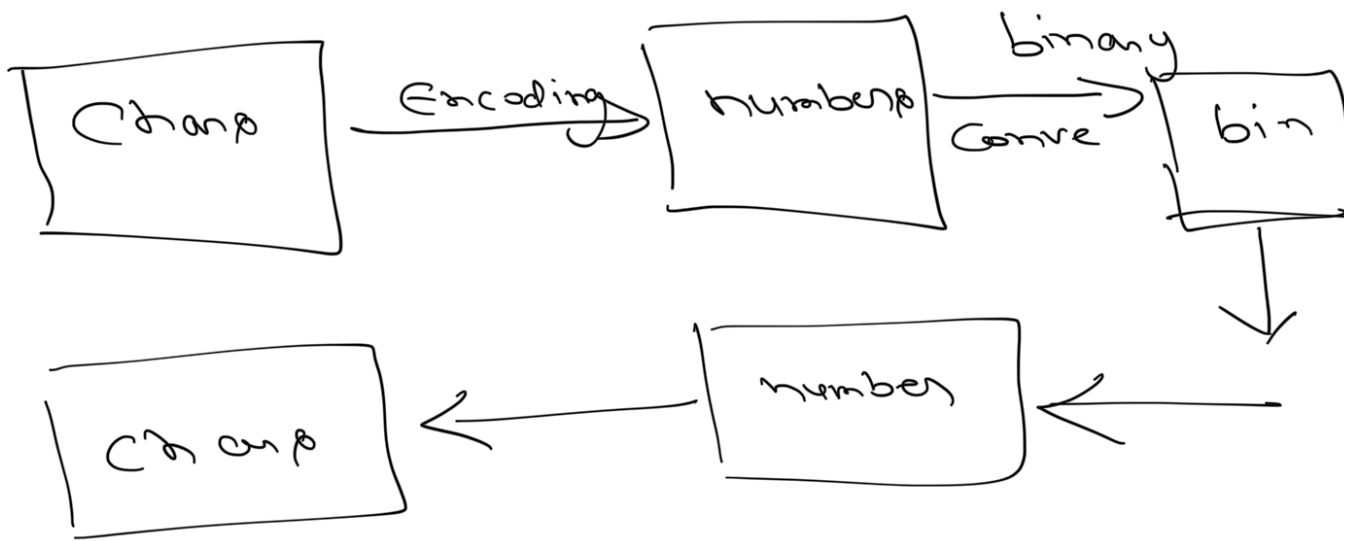 Chars
Encoding
numbers
binary
Conve
bin
number
chars